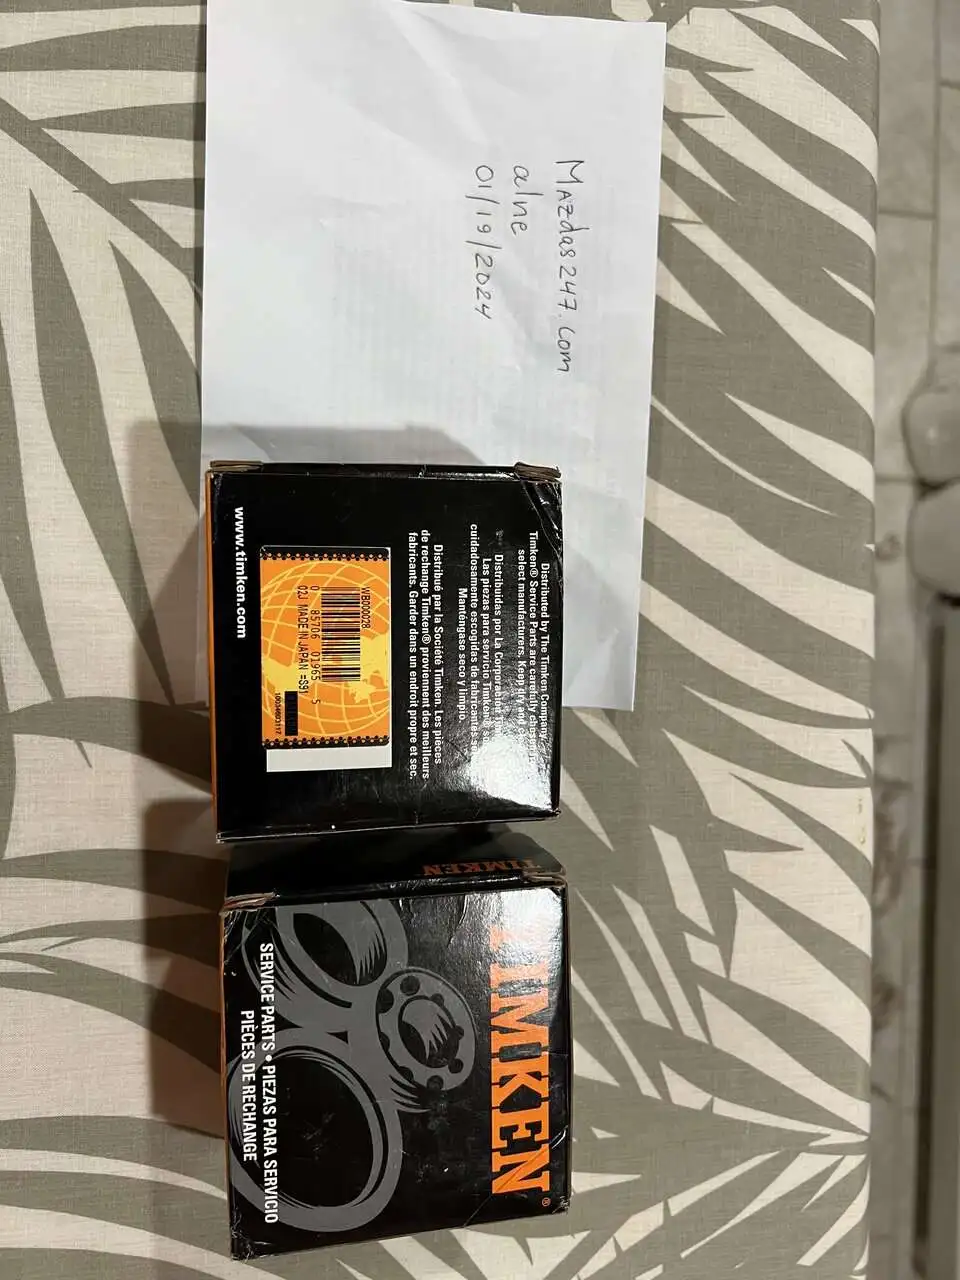 Mazdas247.com
alne
01/19/2024
Distributed by The Timken Company
Timken® Service Parts are carefully
select manufacturers. Keep dry and
Distribuidas por La Corporación
Las piezas para servicio Timken®
cuidadosamente escogidas de fabricantes
Manténgase seco y limpio.
Distribué par la Société Timken. Les pièces
de rechange Timken® proviennent des meilleurs
fabricants. Garder dans un endroit propre et sec.
WB000028
0 85706 01965 5
02J MADE IN JAPAN =S91
www.timken.com
TIMKEN
TIMKEN®
SERVICE PARTS • PIEZAS PARA SERVICIO
PIÈCES DE RECHANGE